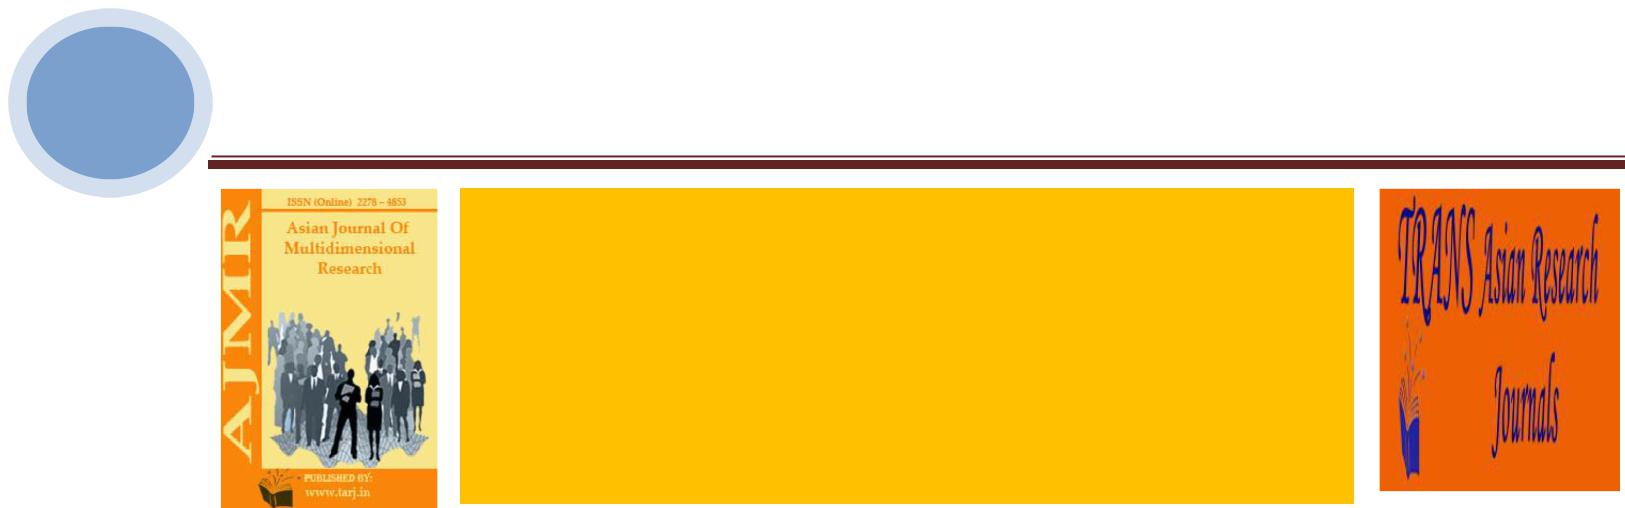 AJMR
ISSN (Online) 2278 – 4853
Asian Journal Of
Multidimensional
Research
PUBLISHED BY:
www.tarj.in
TRANS Asian Research
Journals